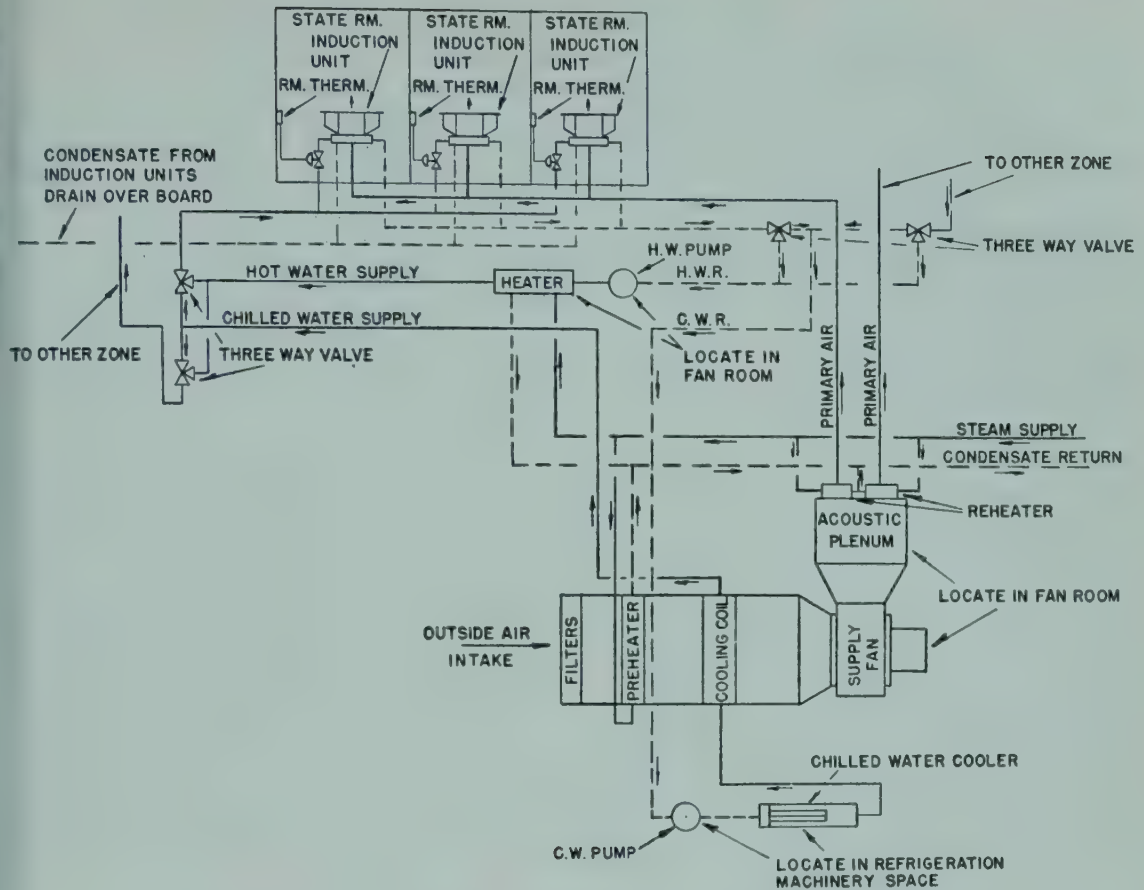 STATE RM.
INDUCTION
UNIT
RM. THERM.
STATE RM.
INDUCTION
UNIT
RM. THERM.
STATE RM.
INDUCTION
UNIT
RM. THERM.
CONDENSATE FROM
INDUCTION UNITS
DRAIN OVER BOARD
TO OTHER ZONE
THREE WAY VALVE
H.W. PUMP
HOT WATER SUPPLY
HEATER
H.W.R.
CHILLED WATER SUPPLY
C.W.R.
TO OTHER ZONE
THREE WAY VALVE
LOCATE IN
FAN ROOM
PRIMARY AIR
PRIMARY AIR
STEAM SUPPLY
CONDENSATE RETURN
REHEATER
ACOUSTIC
PLENUM
LOCATE IN FAN ROOM
OUTSIDE AIR
INTAKE
FILTERS
PREHEATER
COOLING COIL
SUPPLY
FAN
CHILLED WATER COOLER
C.W. PUMP
LOCATE IN REFRIGERATION
MACHINERY SPACE